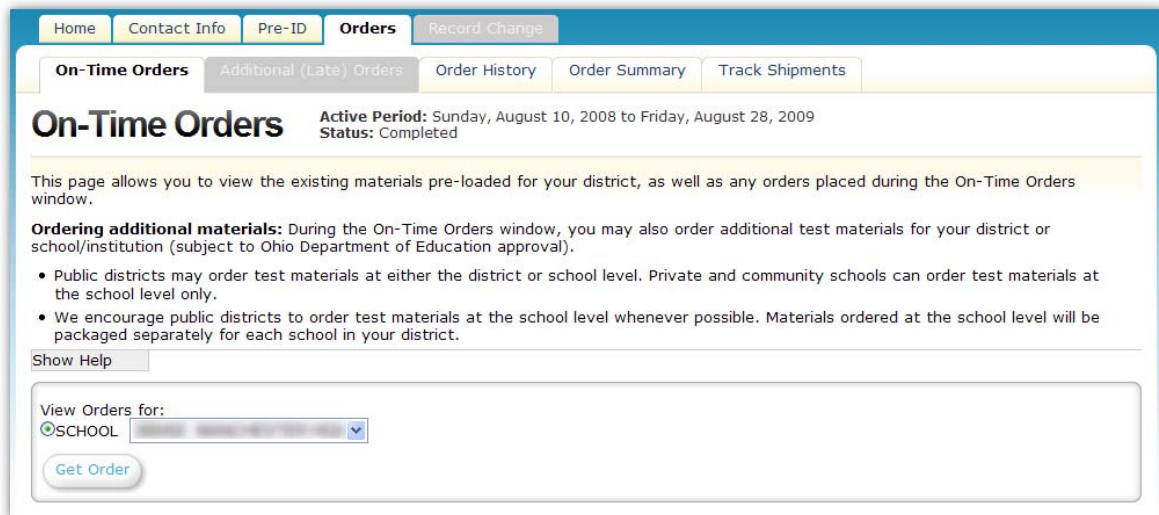 Home Contact Info Pre-ID Orders Record Change
On-Time Orders Additional (Late) Orders Order History Order Summary Track Shipments
On-Time Orders
Active Period: Sunday, August 10, 2008 to Friday, August 28, 2009
Status: Completed
This page allows you to view the existing materials pre-loaded for your district, as well as any orders placed during the On-Time Orders
window.
Ordering additional materials: During the On-Time Orders window, you may also order additional test materials for your district or
school/institution (subject to Ohio Department of Education approval).
• Public districts may order test materials at either the district or school level. Private and community schools can order test materials at
the school level only.
• We encourage public districts to order test materials at the school level whenever possible. Materials ordered at the school level will be
packaged separately for each school in your district.
Show Help
View Orders for:
SCHOOL
Get Order